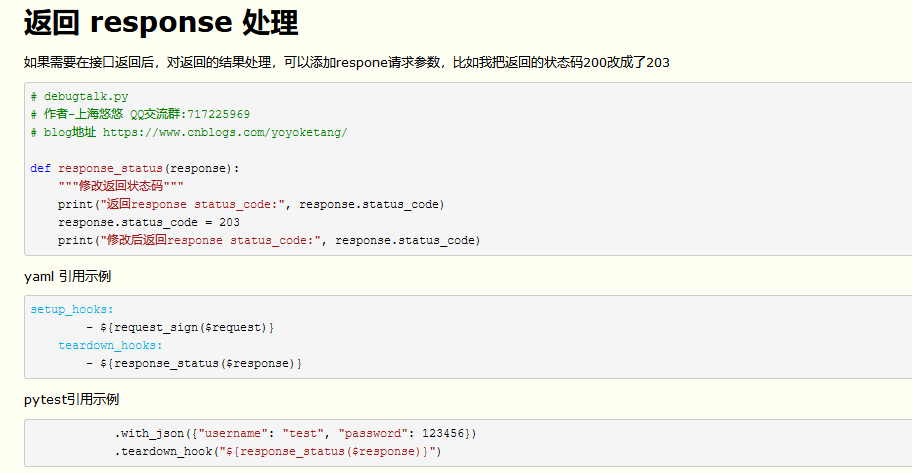 返回 response 处理
如果需要在接口返回后，对返回的结果处理，可以添加respone请求参数，比如我把返回的状态码200改成了203
# debugtalk.py
# 作者-上海悠悠 QQ交流群:717225969
# blog地址 https://www.cnblogs.com/yoyoketang/
def response_status(response):
    """修改返回状态码"""
    print("返回response status_code:", response.status_code)
    response.status_code = 203
    print("修改后返回response status_code:", response.status_code)
yaml 引用示例
setup_hooks:
        - ${request_sign($request)}
    teardown_hooks:
        - ${response_status($response)}
pytest引用示例
            .with_json({"username": "test", "password": 123456})
            .teardown_hook("${response_status($response)}")